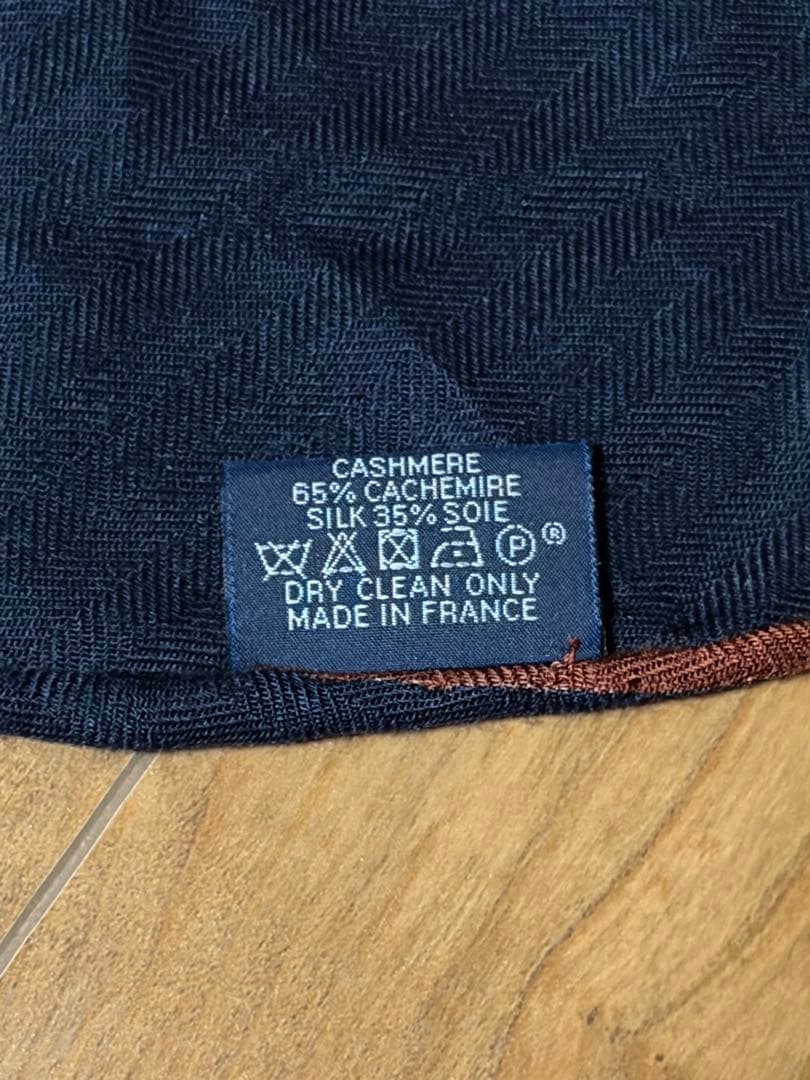 CASHMERE
65% CACHEMIRE
SILK 35% SOIE
P ®
DRY CLEAN ONLY
MADE IN FRANCE